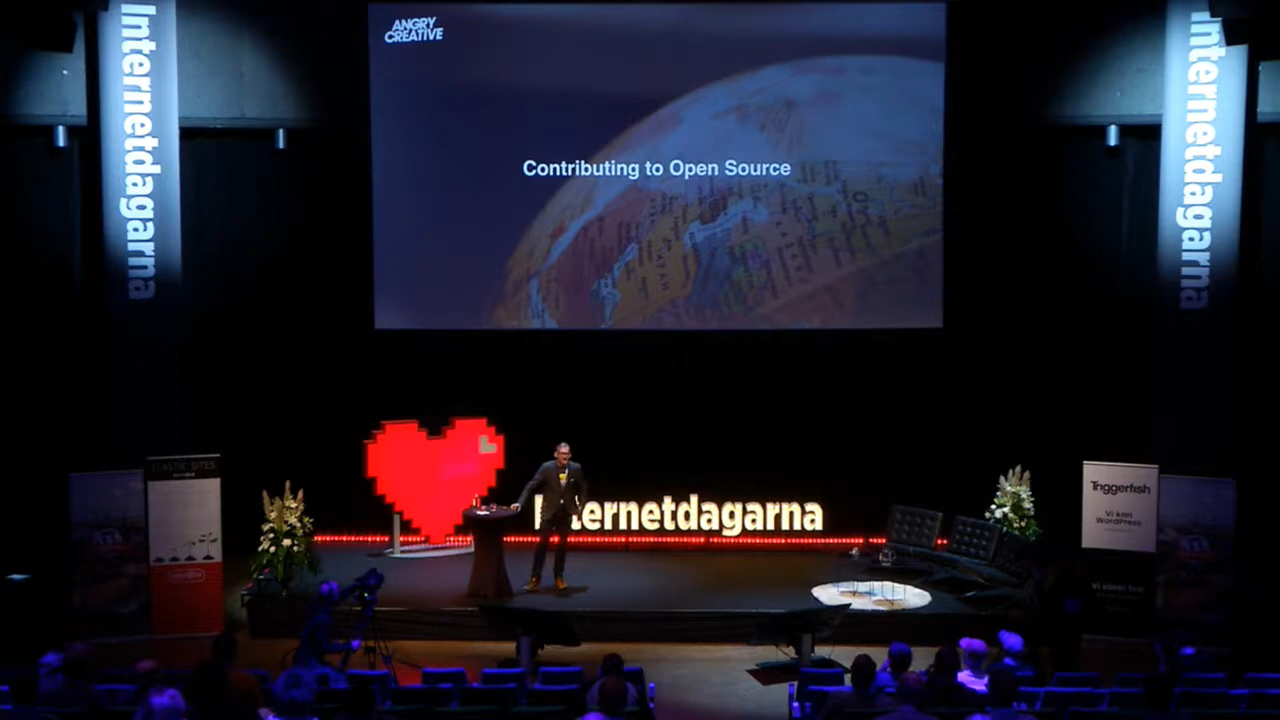 Internetdagarna
ANGRY
CREATIVE
Contributing to Open Source
Internetdagarna
Internetdagarna
ELASTIC SITES
Triggerfish
Vi kan
WordPress